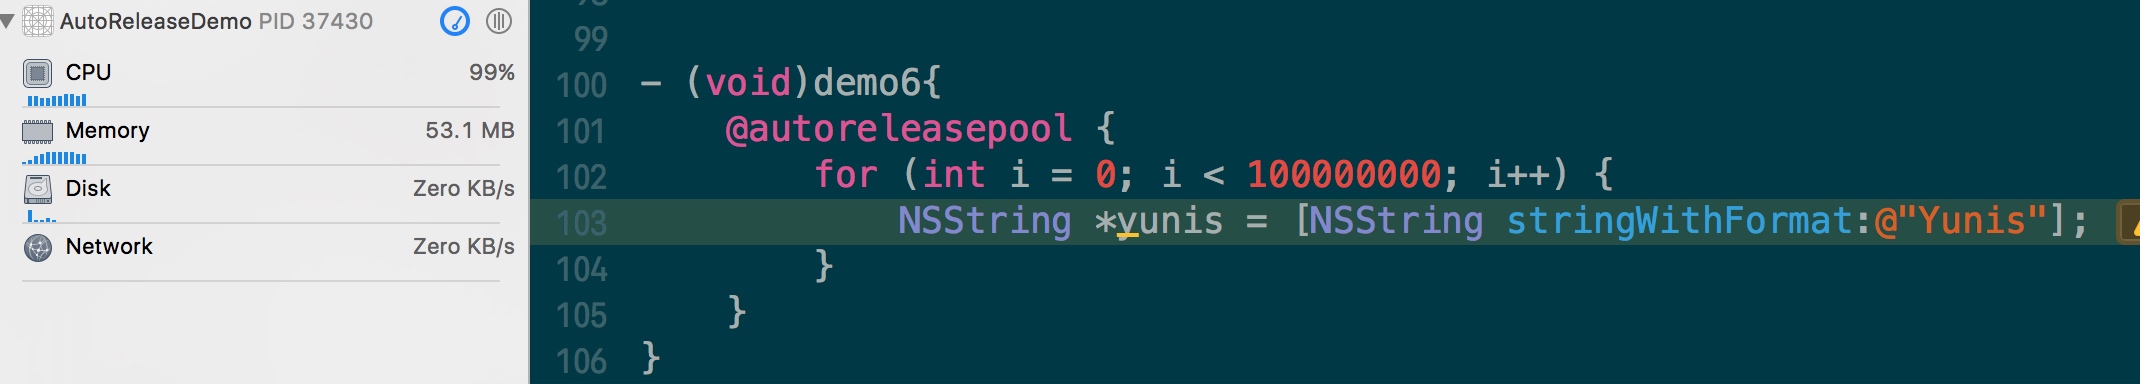 AutoReleaseDemo PID 37430
CPU 99%
Memory 53.1 MB
Disk Zero KB/s
Network Zero KB/s
99
100 - (void)demo6{
101 @autoreleasepool {
102 for (int i = 0; i < 100000000; i++) {
103 NSString *yunis = [NSString stringWithFormat:@"Yunis"];
104 }
105 }
106 }